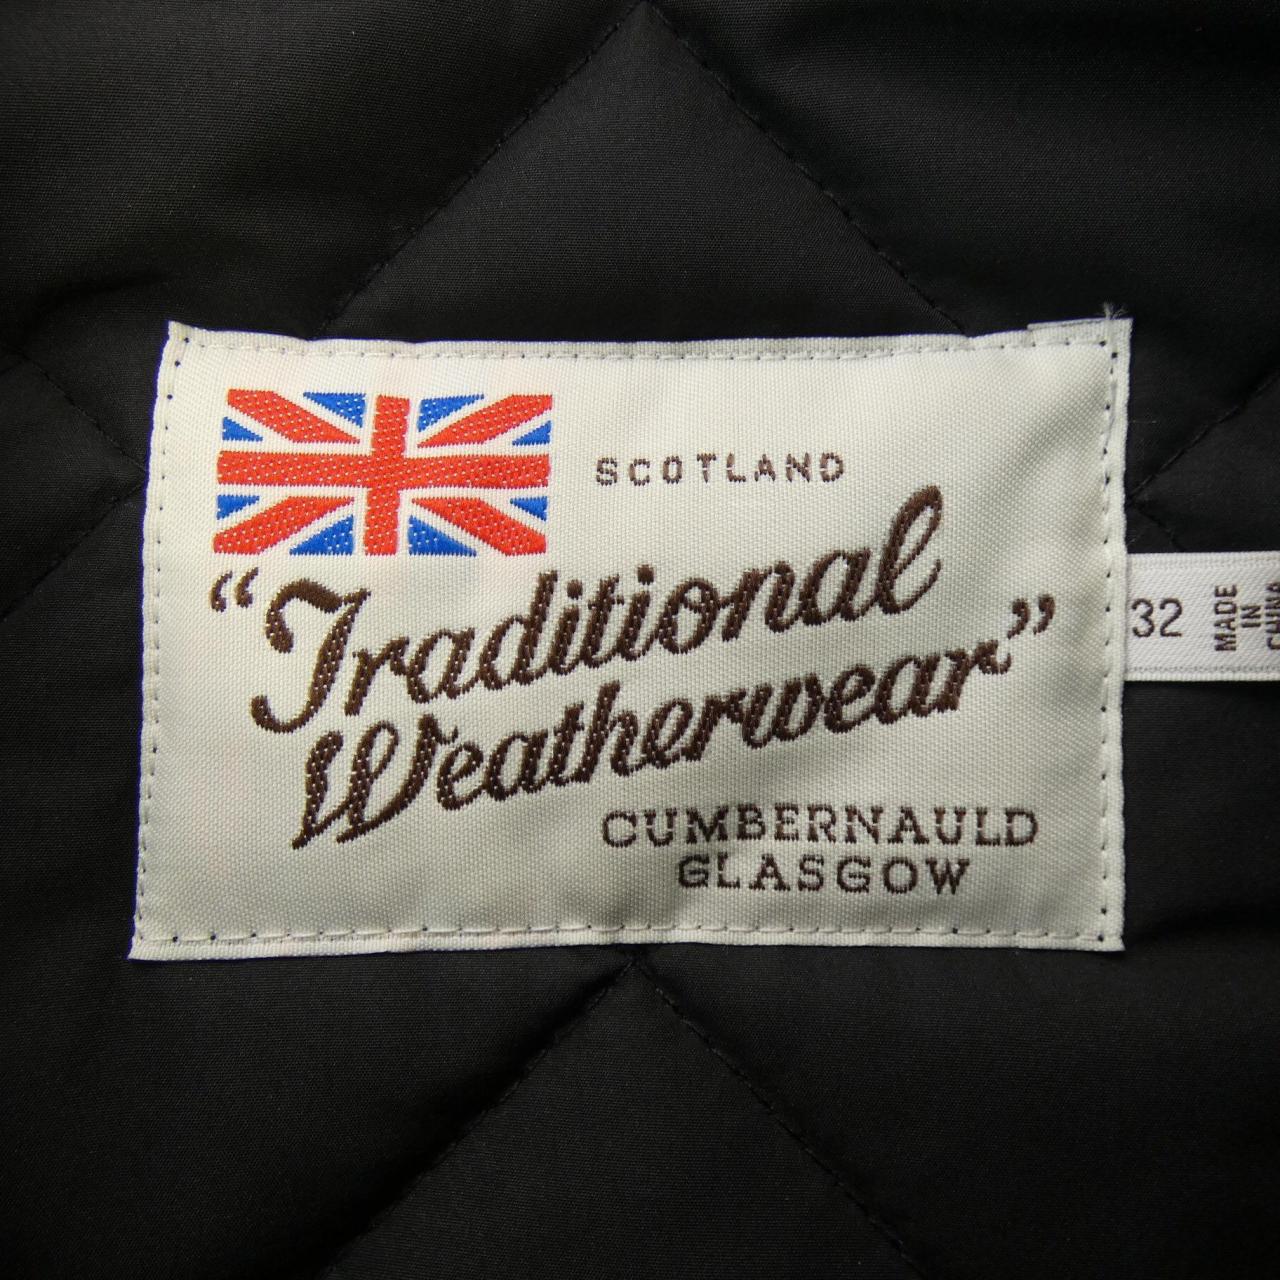 SCOTLAND
“Traditional
Weatherwear”
CUMBERNAULD
GLASGOW
32
MADE
IN
CHINA